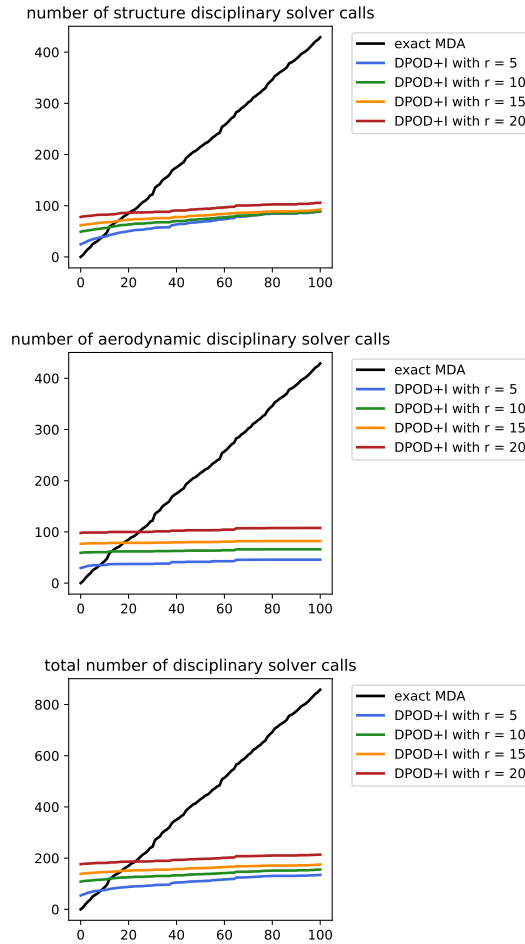 number of structure disciplinary solver calls
400
300
200
100
0
0 20 40 60 80 100
exact MDA
DPOD+I with r = 5
DPOD+I with r = 10
DPOD+I with r = 15
DPOD+I with r = 20
number of aerodynamic disciplinary solver calls
400
300
200
100
0
0 20 40 60 80 100
exact MDA
DPOD+I with r = 5
DPOD+I with r = 10
DPOD+I with r = 15
DPOD+I with r = 20
total number of disciplinary solver calls
800
600
400
200
0
0 20 40 60 80 100
exact MDA
DPOD+I with r = 5
DPOD+I with r = 10
DPOD+I with r = 15
DPOD+I with r = 20